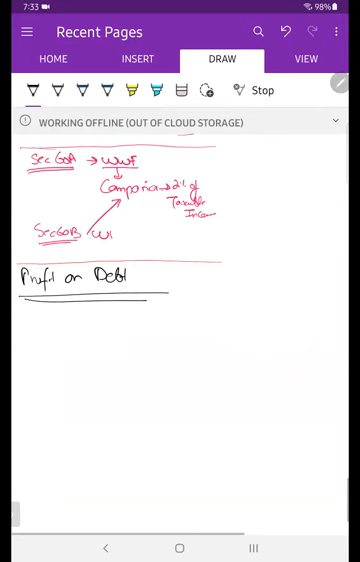 7:33 98%
Recent Pages
HOME INSERT DRAW VIEW
Stop
WORKING OFFLINE (OUT OF CLOUD STORAGE)
Sec 60A → WWF
Companies → 2% of
Taxable
Income
Sec 60B W
Profit on Debt